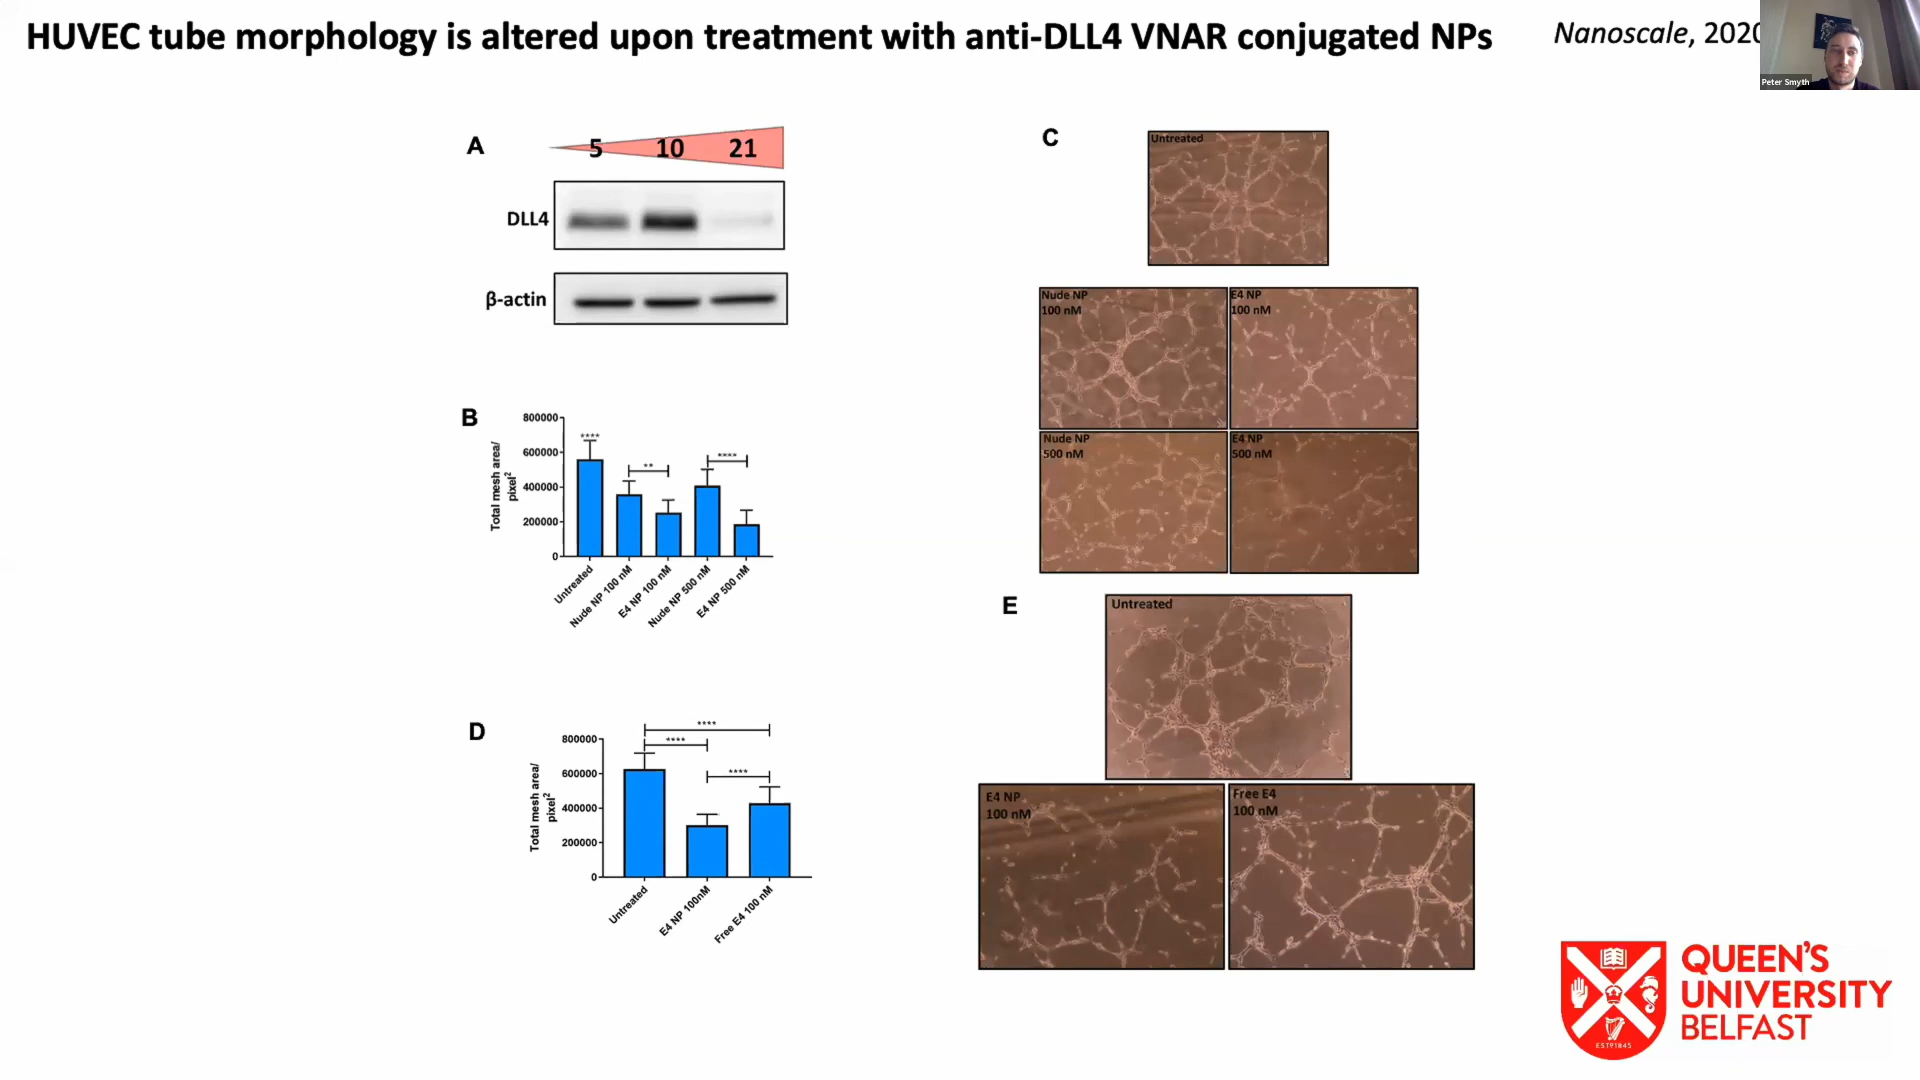 HUVEC tube morphology is altered upon treatment with anti-DLL4 VNAR conjugated NPs
Nanoscale, 2020
Peter Smyth
A
5 10 21
DLL4
β-actin
B
Total mesh area/
pixel2
800000
600000
400000
200000
0
****
**
****
Untreated
Nude NP 100 nM
E4 NP 100 nM
Nude NP 500 nM
E4 NP 500 nM
C
Untreated
Nude NP
100 nM
E4 NP
100 nM
Nude NP
500 nM
E4 NP
500 nM
D
Total mesh area/
pixel2
800000
600000
400000
200000
0
****
****
****
Untreated
E4 NP 100nM
Free E4 100 nM
E
Untreated
E4 NP
100 nM
Free E4
100 nM
QUEEN'S
UNIVERSITY
BELFAST
ESTD1845